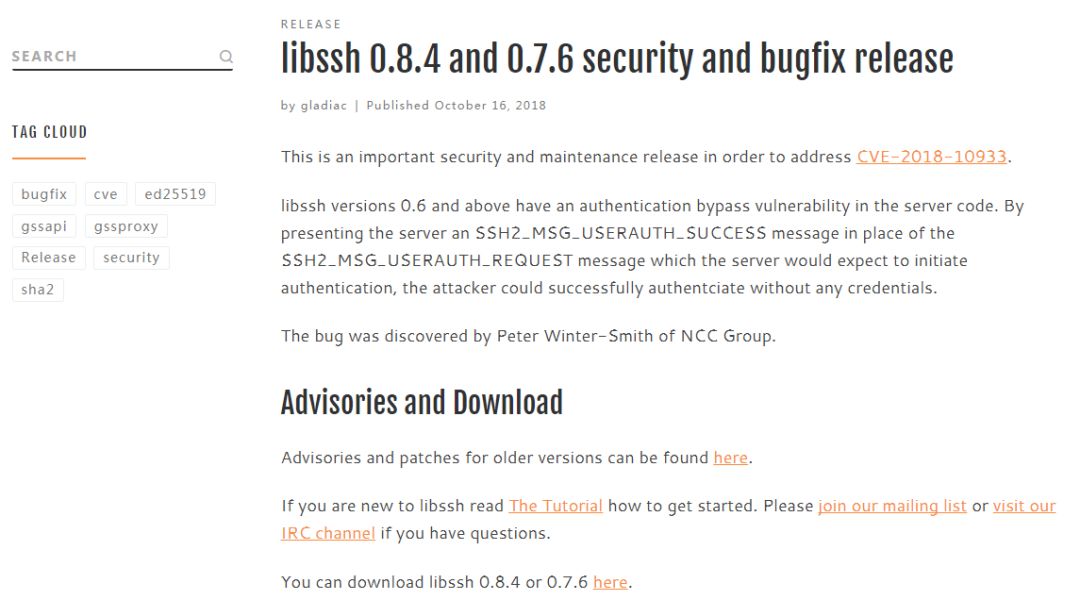 SEARCH
TAG CLOUD
bugfix cve ed25519
gssapi gssproxy
Release security
sha2
RELEASE
libssh 0.8.4 and 0.7.6 security and bugfix release
by gladiac | Published October 16, 2018
This is an important security and maintenance release in order to address CVE-2018-10933.
libssh versions 0.6 and above have an authentication bypass vulnerability in the server code. By
presenting the server an SSH2_MSG_USERAUTH_SUCCESS message in place of the
SSH2_MSG_USERAUTH_REQUEST message which the server would expect to initiate
authentication, the attacker could successfully authentciate without any credentials.
The bug was discovered by Peter Winter-Smith of NCC Group.
Advisories and Download
Advisories and patches for older versions can be found here.
If you are new to libssh read The Tutorial how to get started. Please join our mailing list or visit our
IRC channel if you have questions.
You can download libssh 0.8.4 or 0.7.6 here.